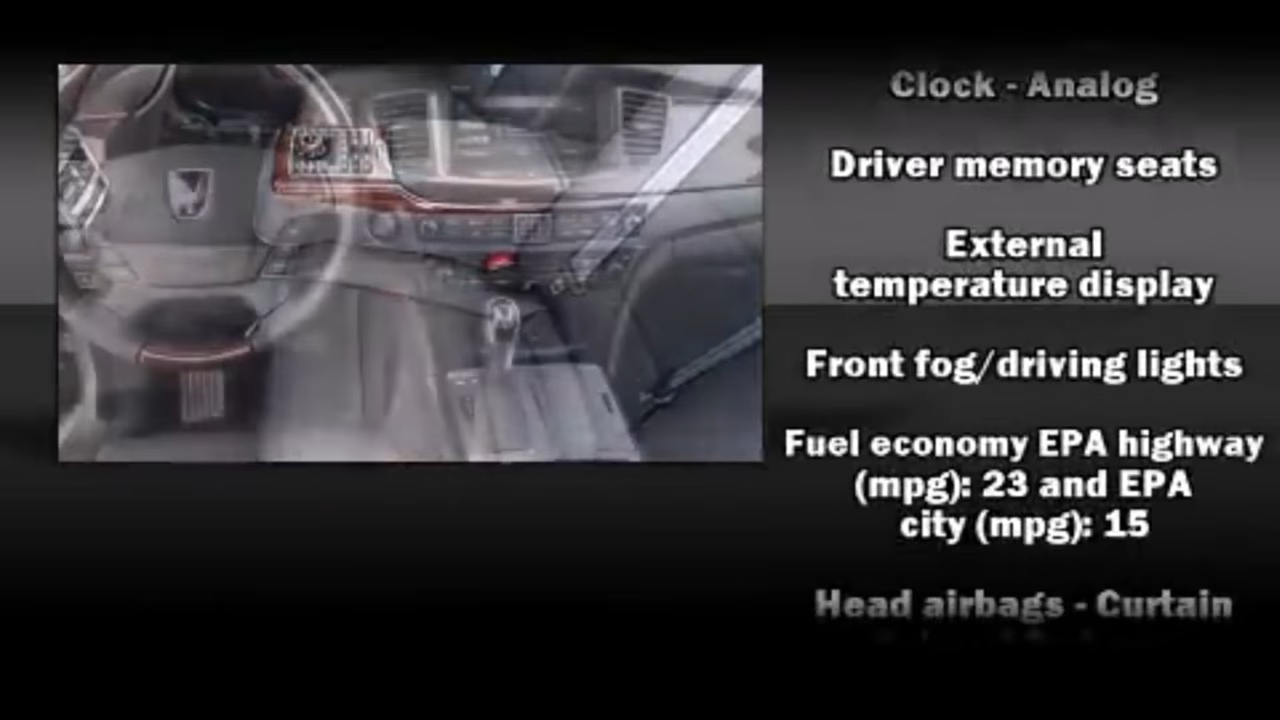 Clock - Analog
Driver memory seats
External
temperature display
Front fog/driving lights
Fuel economy EPA highway
(mpg): 23 and EPA
city (mpg): 15
Head airbags - Curtain